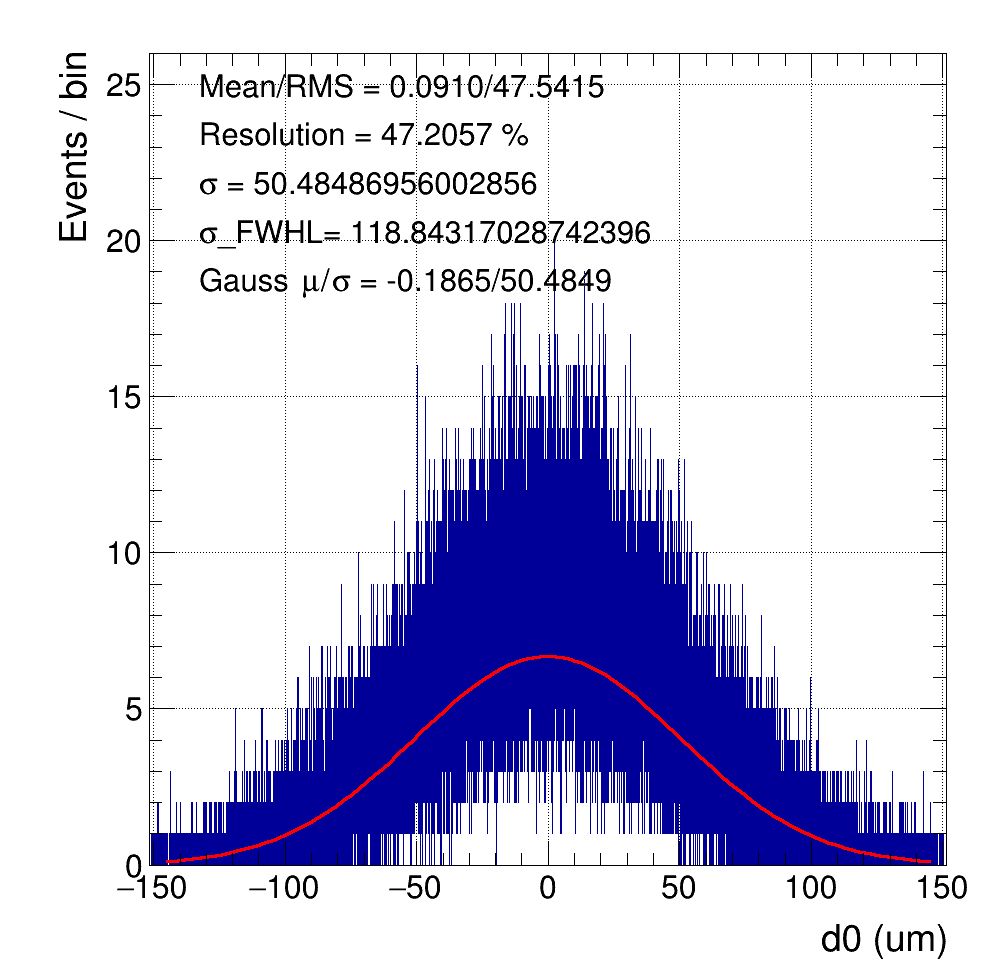 Events / bin
25
Mean/RMS = 0.0910/47.5415
Resolution = 47.2057 %
σ = 50.48486956002856
20
σ_FWHL= 118.84317028742396
Gauss μ/σ = -0.1865/50.4849
15
10
5
0
−150 −100 −50 0 50 100 150
d0 (um)